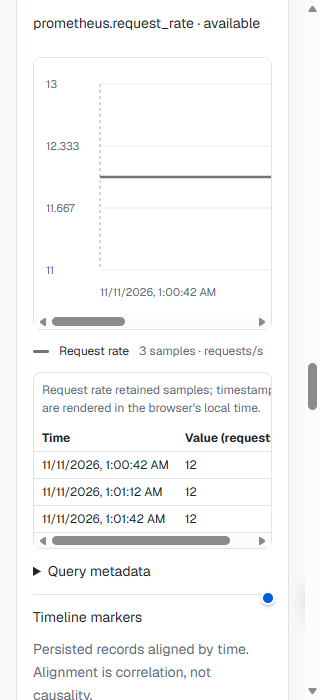 prometheus.request_rate · available
13
12.333
11.667
11
11/11/2026, 1:00:42 AM
Request rate 3 samples · requests/s
Request rate retained samples; timestamp
are rendered in the browser's local time.
Time Value (requests
11/11/2026, 1:00:42 AM 12
11/11/2026, 1:01:12 AM 12
11/11/2026, 1:01:42 AM 12
Query metadata
Timeline markers
Persisted records aligned by time.
Alignment is correlation, not
causality.